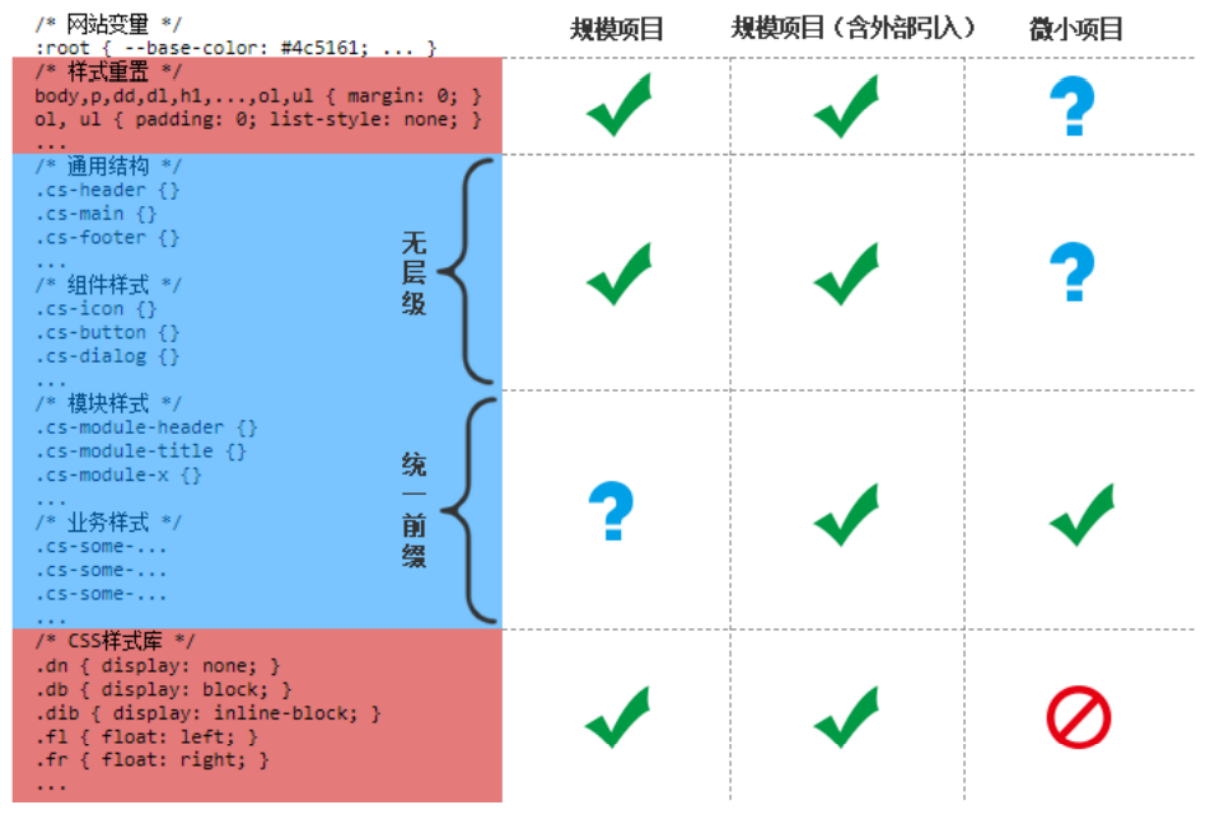 /* 网站变量 */
:root { --base-color: #4c5161; ... }
规模项目
规模项目（含外部引入）
微小项目
/* 样式重置 */
body,p,dd,dl,h1,...,ol,ul { margin: 0; }
ol, ul { padding: 0; list-style: none; }
...
/* 通用结构 */
.cs-header {}
.cs-main {}
.cs-footer {}
...
/* 组件样式 */
.cs-icon {}
.cs-button {}
.cs-dialog {}
...
无层级
/* 模块样式 */
.cs-module-header {}
.cs-module-title {}
.cs-module-x {}
...
/* 业务样式 */
.cs-some-...
.cs-some-...
.cs-some-...
...
统一前缀
/* CSS样式库 */
.dn { display: none; }
.db { display: block; }
.dib { display: inline-block; }
.fl { float: left; }
.fr { float: right; }
...